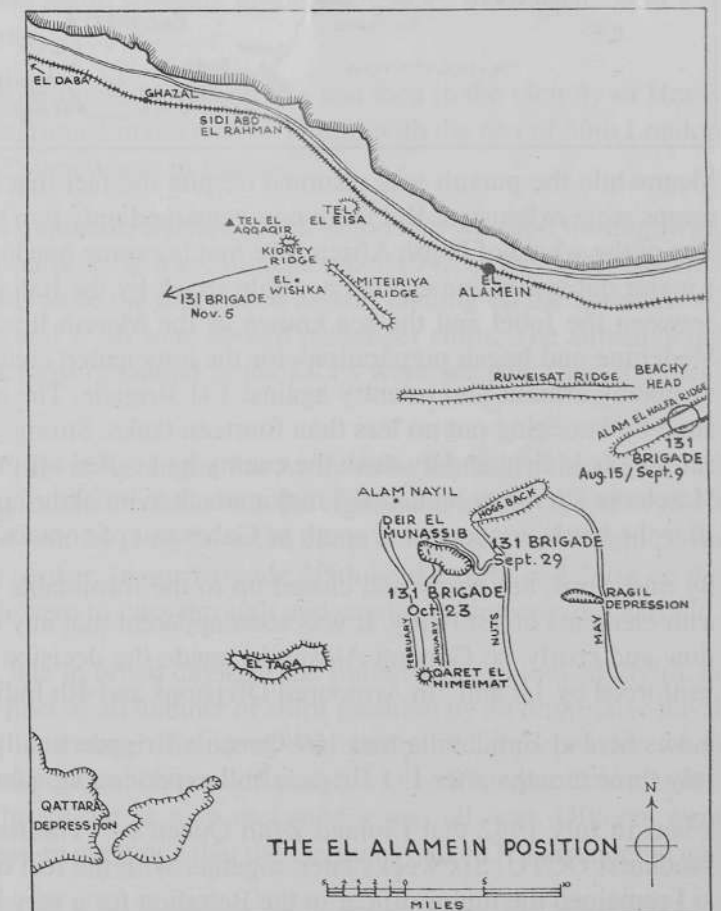 EL DABA
GHAZAL
SIDI ABD
EL RAHMAN
TEL
EL EISA
TEL EL
AQQAQIR
KIDNEY
RIDGE
EL
WISHKA
MITEIRIYA
RIDGE
EL
ALAMEIN
131 BRIGADE
Nov. 5
RUWEISAT RIDGE
BEACHY
HEAD
ALAM EL HALFA RIDGE
131
BRIGADE
Aug.15/Sept.9
ALAM NAYIL
HOGS BACK
DEIR EL
MUNASSIB
131 BRIGADE
Sept. 29
131 BRIGADE
Oct 23
RAGIL
DEPRESSION
FEBRUARY
JANUARY
NUTS
MAY
EL TAQA
QARET EL
HIMEIMAT
QATTARA
DEPRESSION
N
THE EL ALAMEIN POSITION
5
10
MILES